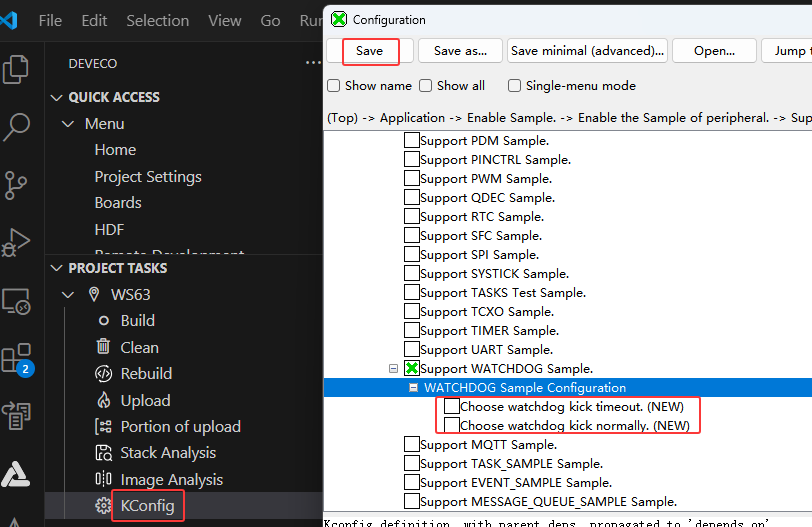 File Edit Selection View Go Run
DEVECO
QUICK ACCESS
Menu
Home
Project Settings
Boards
HDF
Remote Development
PROJECT TASKS
WS63
Build
Clean
Rebuild
Upload
Portion of upload
Stack Analysis
Image Analysis
KConfig
2
Configuration
Save Save as... Save minimal (advanced)... Open... Jump
Show name Show all Single-menu mode
(Top) -> Application -> Enable Sample. -> Enable the Sample of peripheral. -> Sup
Support PDM Sample.
Support PINCTRL Sample.
Support PWM Sample.
Support QDEC Sample.
Support RTC Sample.
Support SFC Sample.
Support SPI Sample.
Support SYSTICK Sample.
Support TASKS Test Sample.
Support TCXO Sample.
Support TIMER Sample.
Support UART Sample.
Support WATCHDOG Sample.
WATCHDOG Sample Configuration
Choose watchdog kick timeout. (NEW)
Choose watchdog kick normally. (NEW)
Support MQTT Sample.
Support TASK_SAMPLE Sample.
Support EVENT_SAMPLE Sample.
Support MESSAGE_QUEUE_SAMPLE Sample.
Kconfig definition, with parent deps. propagated to 'depends on'